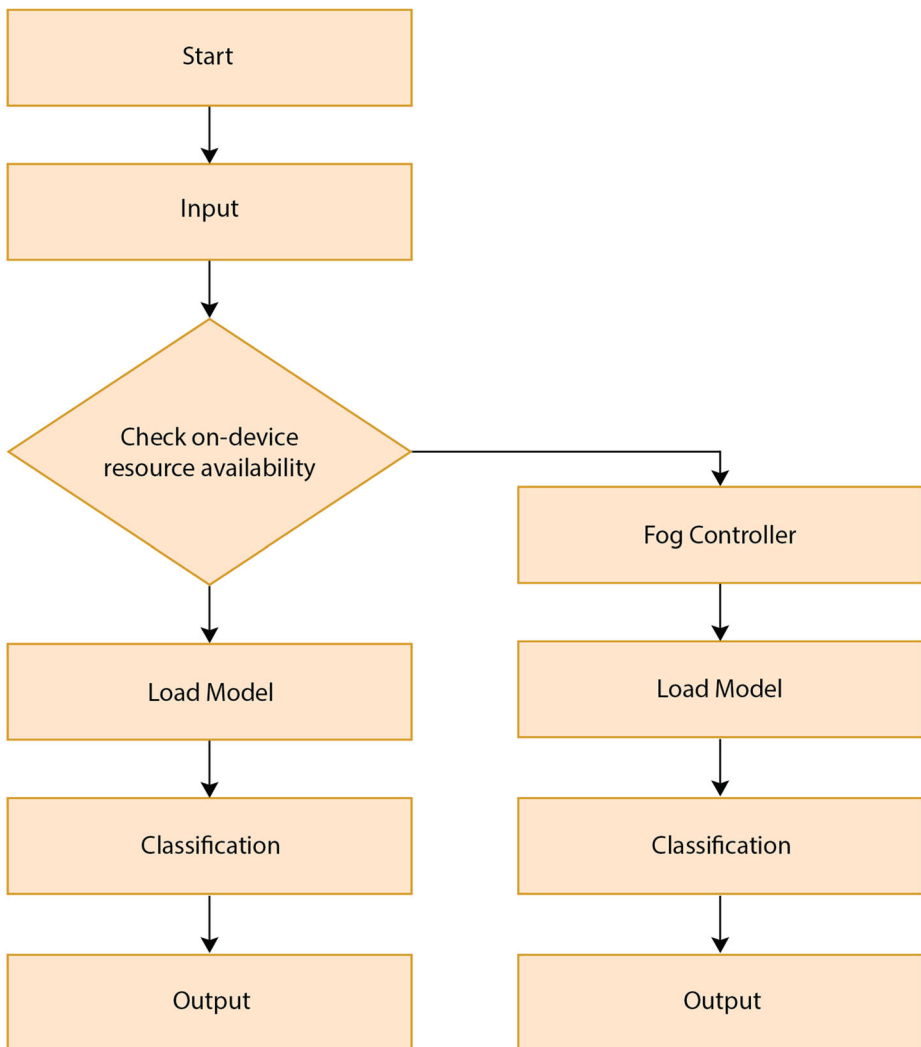 Start
Input
Check on-device
resource availability
Load Model
Classification
Output
Fog Controller
Load Model
Classification
Output